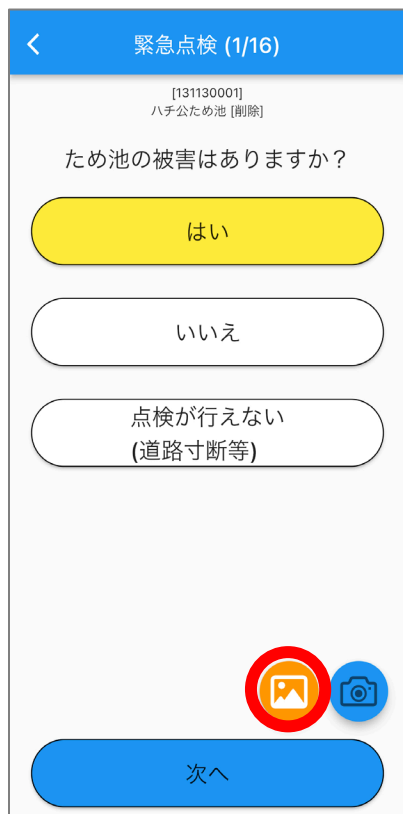 緊急点検 (1/16)
[131130001]
ハチ公ため池 [削除]
ため池の被害はありますか？
はい
いいえ
点検が行えない
(道路寸断等)
次へ